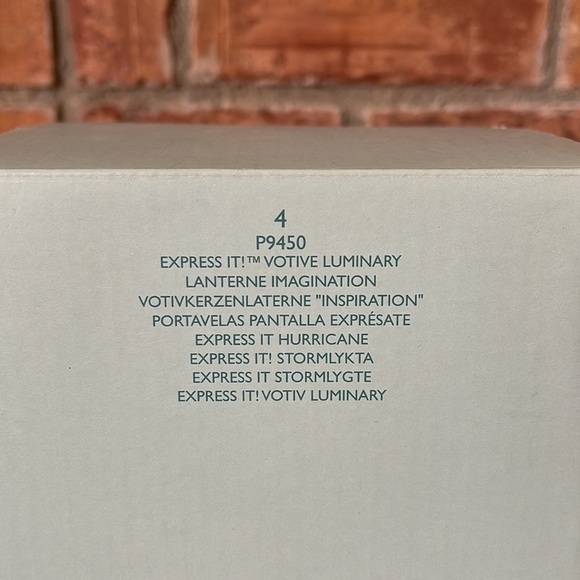 4
P9450
EXPRESS IT!™ VOTIVE LUMINARY
LANTERNE IMAGINATION
VOTIVKERZENLATERNE "INSPIRATION"
PORTAVELAS PANTALLA EXPRÉSATE
EXPRESS IT HURRICANE
EXPRESS IT! STORMLYKTA
EXPRESS IT STORMLYGTE
EXPRESS IT! VOTIV LUMINARY